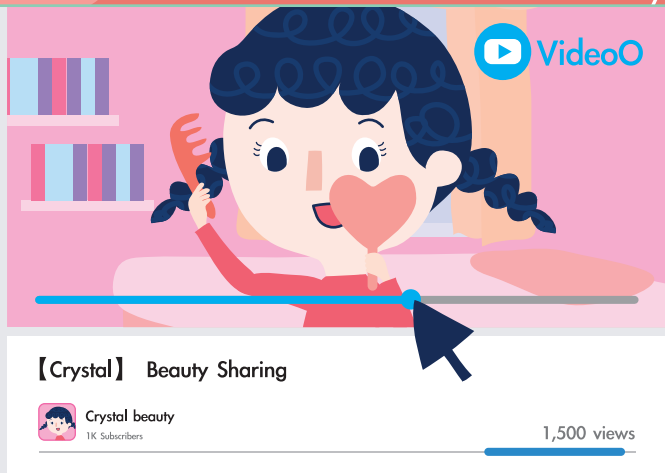 VideoO
【Crystal】 Beauty Sharing
Crystal beauty
1K Subscribers
1,500 views